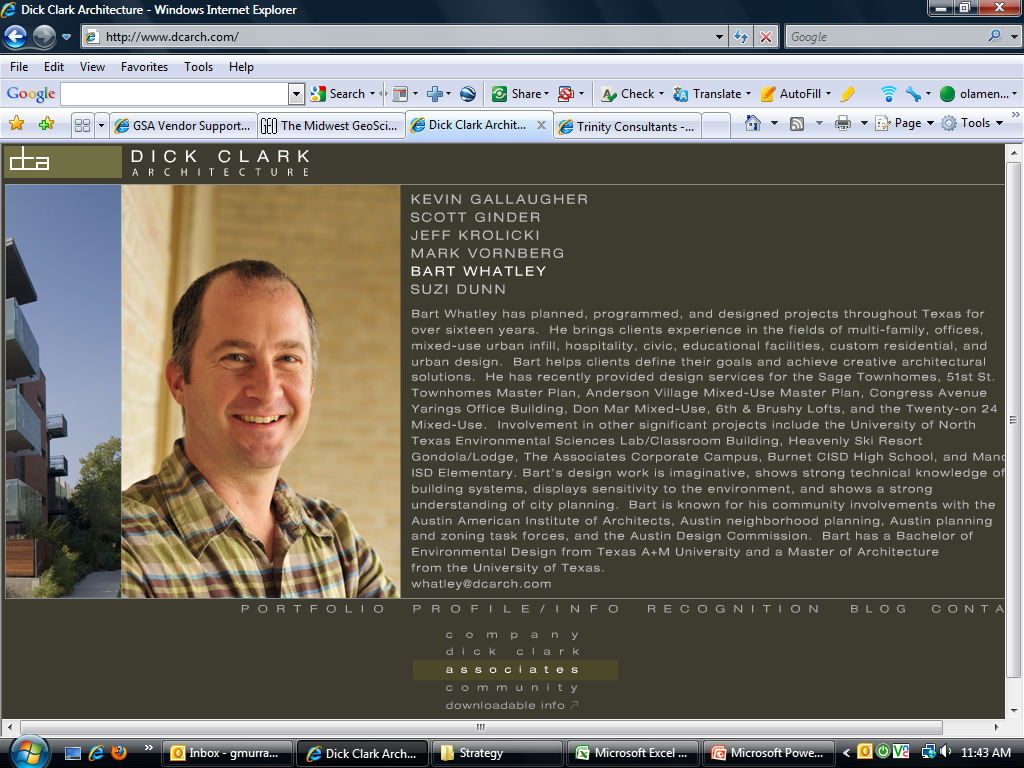 Dick Clark Architecture - Windows Internet Explorer
http://www.dcarch.com/
Google
File Edit View Favorites Tools Help
Google Search Share Check Translate AutoFill olamen...
GSA Vendor Support... The Midwest GeoSci... Dick Clark Archit... Trinity Consultants -... Page Tools
dca DICK CLARK
ARCHITECTURE
KEVIN GALLAUGHER
SCOTT GINDER
JEFF KROLICKI
MARK VORNBERG
BART WHATLEY
SUZI DUNN
Bart Whatley has planned, programmed, and designed projects throughout Texas for
over sixteen years. He brings clients experience in the fields of multi-family, offices,
mixed-use urban infill, hospitality, civic, educational facilities, custom residential, and
urban design. Bart helps clients define their goals and achieve creative architectural
solutions. He has recently provided design services for the Sage Townhomes, 51st St.
Townhomes Master Plan, Anderson Village Mixed-Use Master Plan, Congress Avenue
Yarings Office Building, Don Mar Mixed-Use, 6th & Brushy Lofts, and the Twenty-on 24
Mixed-Use. Involvement in other significant projects include the University of North
Texas Environmental Sciences Lab/Classroom Building, Heavenly Ski Resort
Gondola/Lodge, The Associates Corporate Campus, Burnet CISD High School, and Mano
ISD Elementary. Bart's design work is imaginative, shows strong technical knowledge of
building systems, displays sensitivity to the environment, and shows a strong
understanding of city planning. Bart is known for his community involvements with the
Austin American Institute of Architects, Austin neighborhood planning, Austin planning
and zoning task forces, and the Austin Design Commission. Bart has a Bachelor of
Environmental Design from Texas A+M University and a Master of Architecture
from the University of Texas.
whatley@dcarch.com
PORTFOLIO PROFILE/INFO RECOGNITION BLOG CONTA
company
dick clark
associates
community
downloadable info
Inbox - gmurra... Dick Clark Arch... Strategy Microsoft Excel ... Microsoft Powe... 11:43 AM